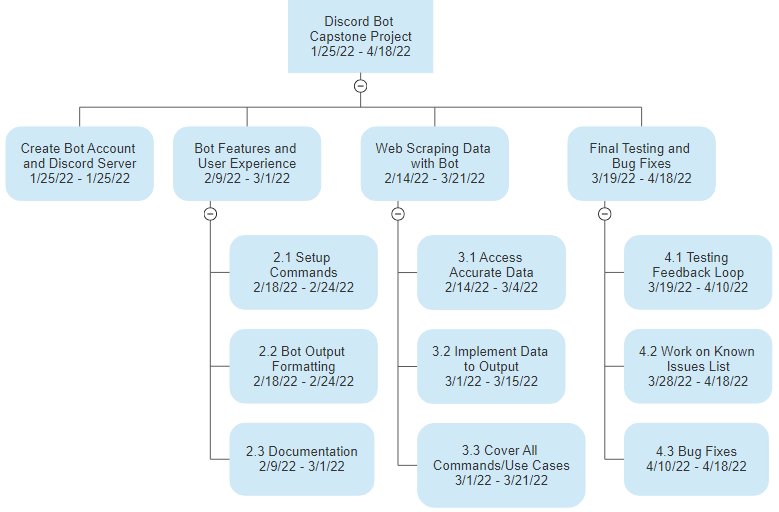 Discord Bot
Capstone Project
1/25/22 - 4/18/22
Create Bot Account
and Discord Server
1/25/22 - 1/25/22
Bot Features and
User Experience
2/9/22 - 3/1/22
Web Scraping Data
with Bot
2/14/22 - 3/21/22
Final Testing and
Bug Fixes
3/19/22 - 4/18/22
2.1 Setup
Commands
2/18/22 - 2/24/22
2.2 Bot Output
Formatting
2/18/22 - 2/24/22
2.3 Documentation
2/9/22 - 3/1/22
3.1 Access
Accurate Data
2/14/22 - 3/4/22
3.2 Implement Data
to Output
3/1/22 - 3/15/22
3.3 Cover All
Commands/Use Cases
3/1/22 - 3/21/22
4.1 Testing
Feedback Loop
3/19/22 - 4/10/22
4.2 Work on Known
Issues List
3/28/22 - 4/18/22
4.3 Bug Fixes
4/10/22 - 4/18/22